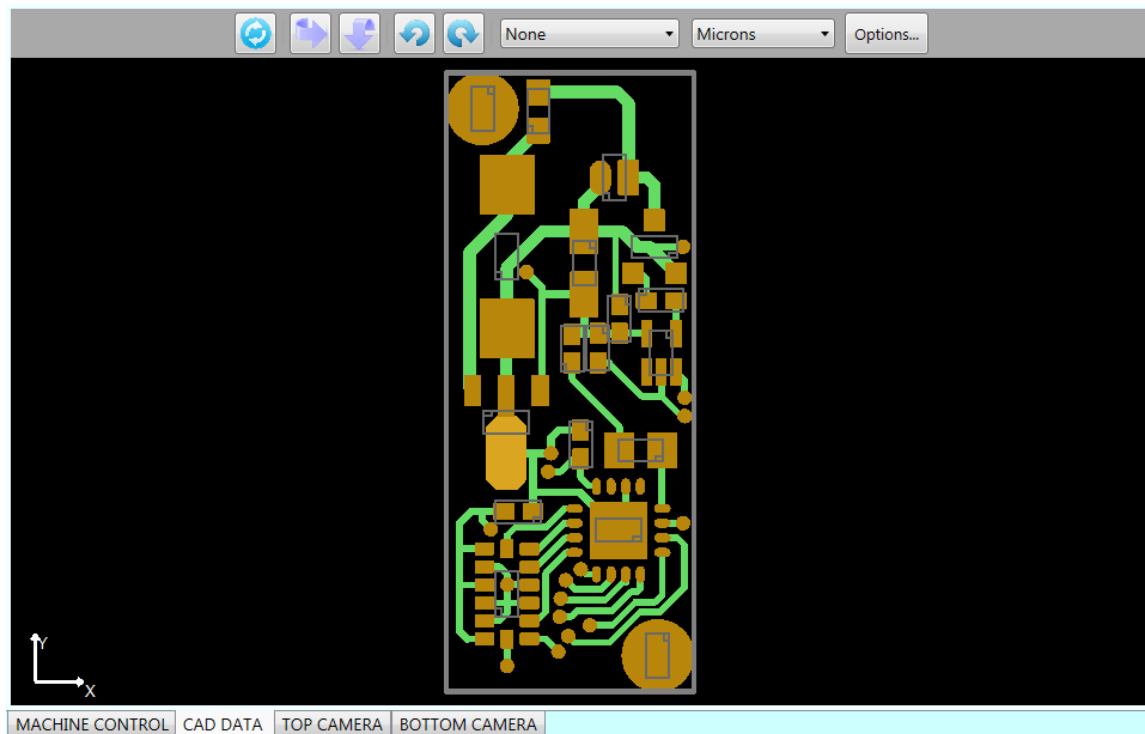 None Microns Options...
Y
X
MACHINE CONTROL CAD DATA TOP CAMERA BOTTOM CAMERA